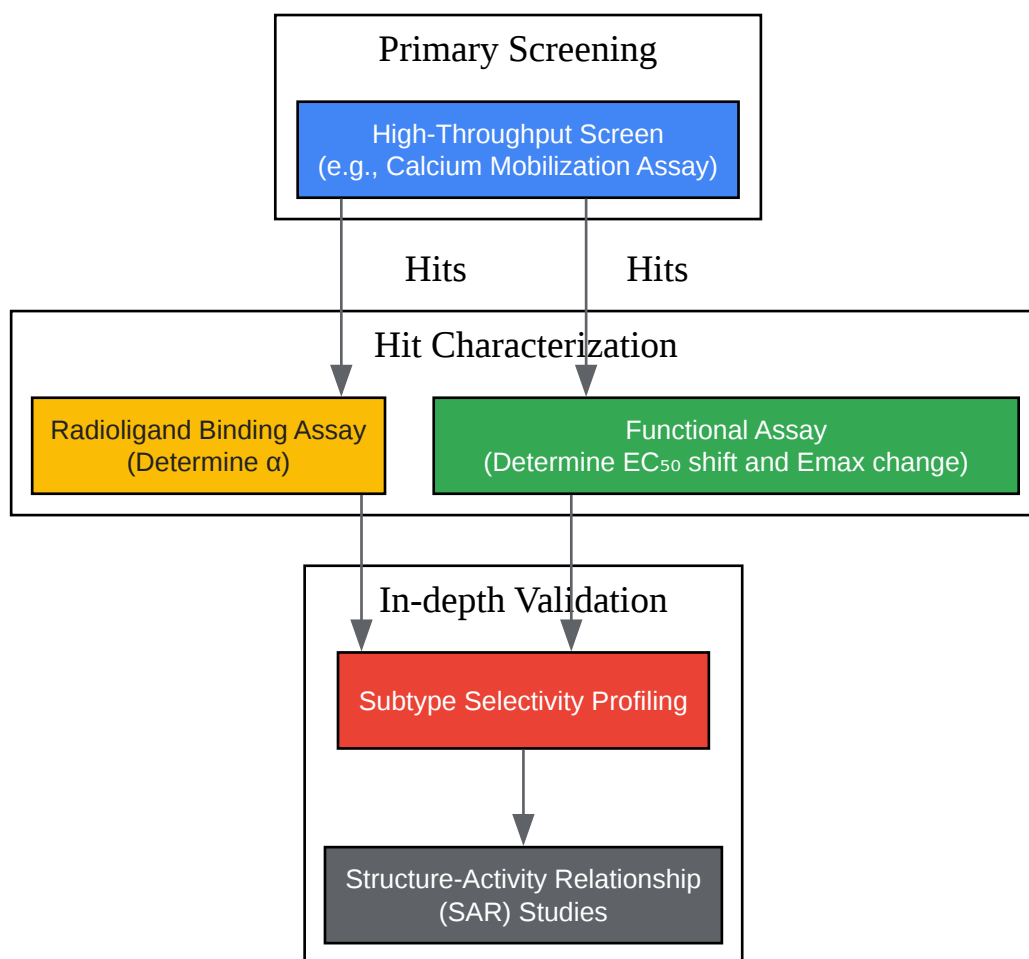 Primary Screening
High-Throughput Screen
(e.g., Calcium Mobilization Assay)
Hits
Hits
Hit Characterization
Radioligand Binding Assay
(Determine α)
Functional Assay
(Determine EC₅₀ shift and Emax change)
In-depth Validation
Subtype Selectivity Profiling
Structure-Activity Relationship
(SAR) Studies